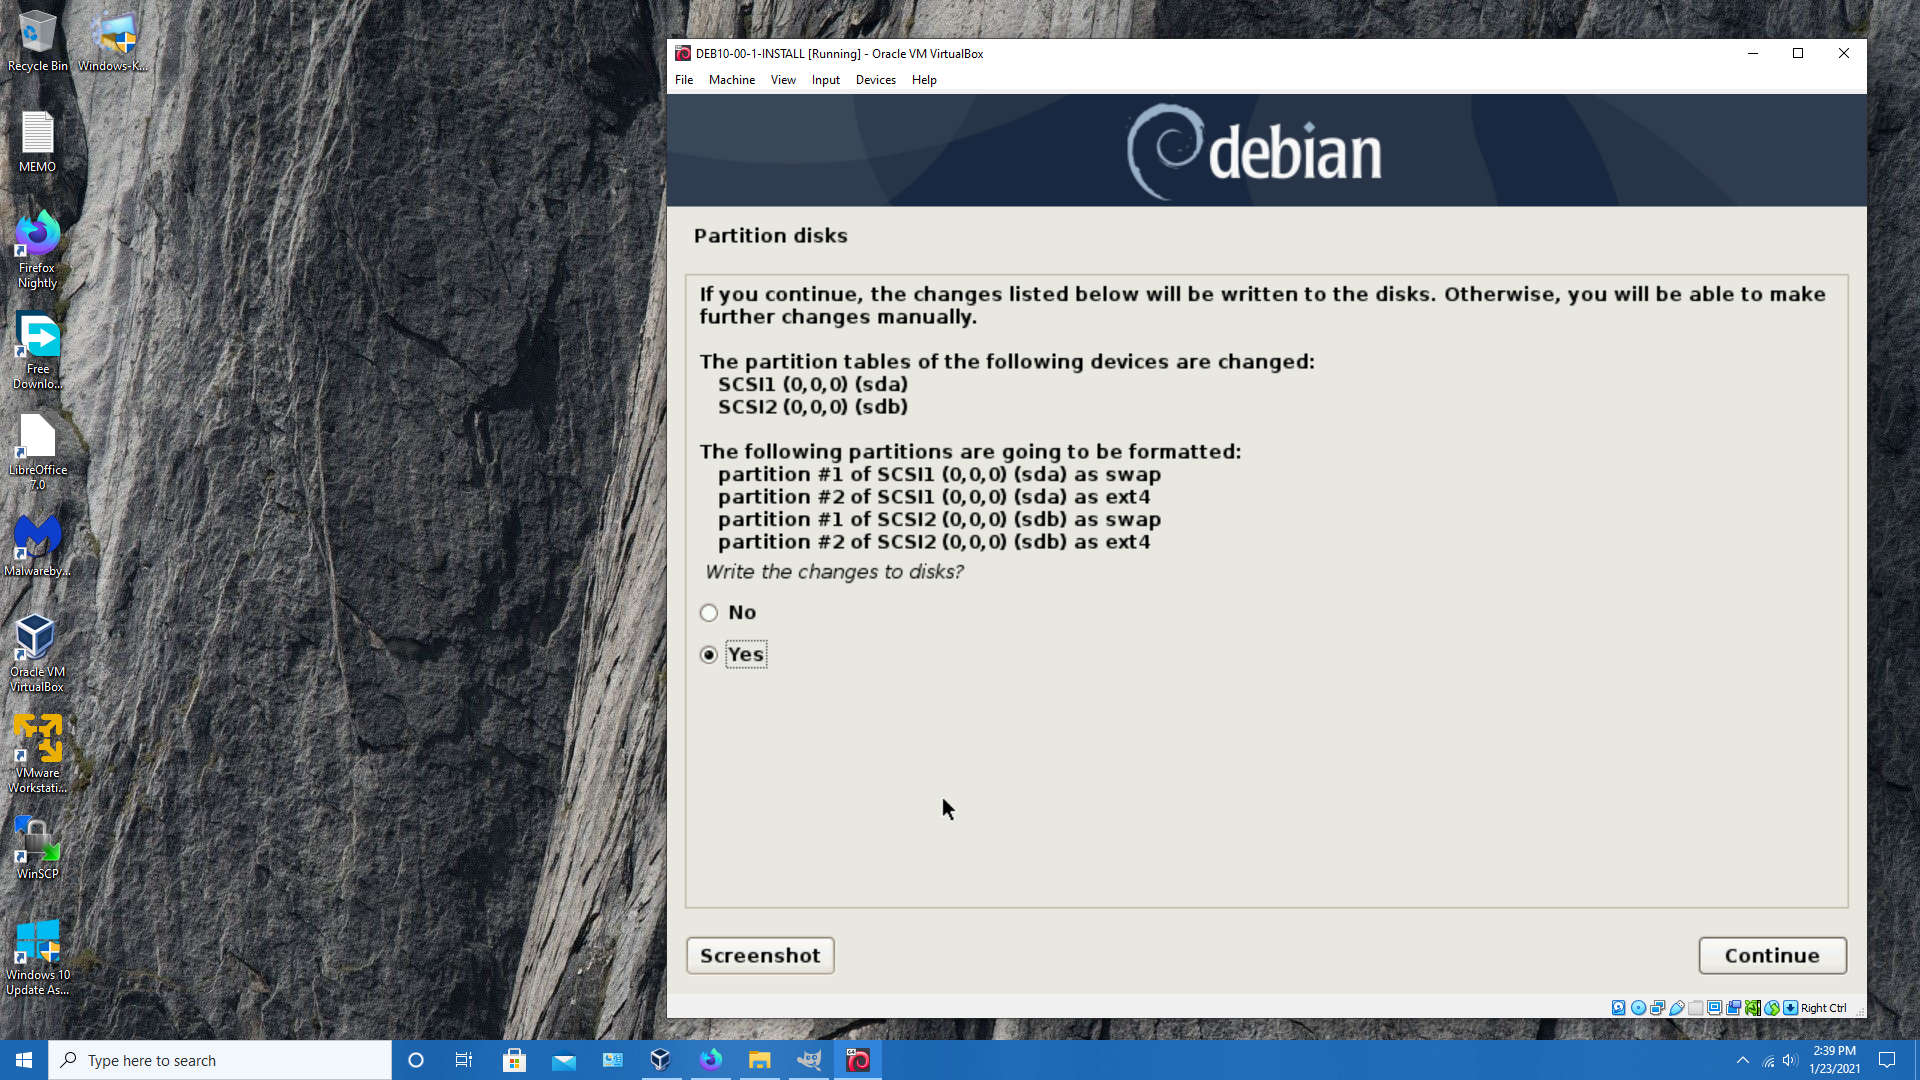 Recycle Bin
Windows-K...
MEMO
Firefox
Nightly
Free
Downlo...
LibreOffice
7.0
Malwareby...
Oracle VM
VirtualBox
VMware
Workstati...
WinSCP
Windows 10
Update As...
DEB10-00-1-INSTALL [Running] - Oracle VM VirtualBox
File Machine View Input Devices Help
debian
Partition disks
If you continue, the changes listed below will be written to the disks. Otherwise, you will be able to make
further changes manually.
The partition tables of the following devices are changed:
SCSI1 (0,0,0) (sda)
SCSI2 (0,0,0) (sdb)
The following partitions are going to be formatted:
partition #1 of SCSI1 (0,0,0) (sda) as swap
partition #2 of SCSI1 (0,0,0) (sda) as ext4
partition #1 of SCSI2 (0,0,0) (sdb) as swap
partition #2 of SCSI2 (0,0,0) (sdb) as ext4
Write the changes to disks?
No
Yes
Screenshot
Continue
Right Ctrl
Type here to search
64
2:39 PM
1/23/2021